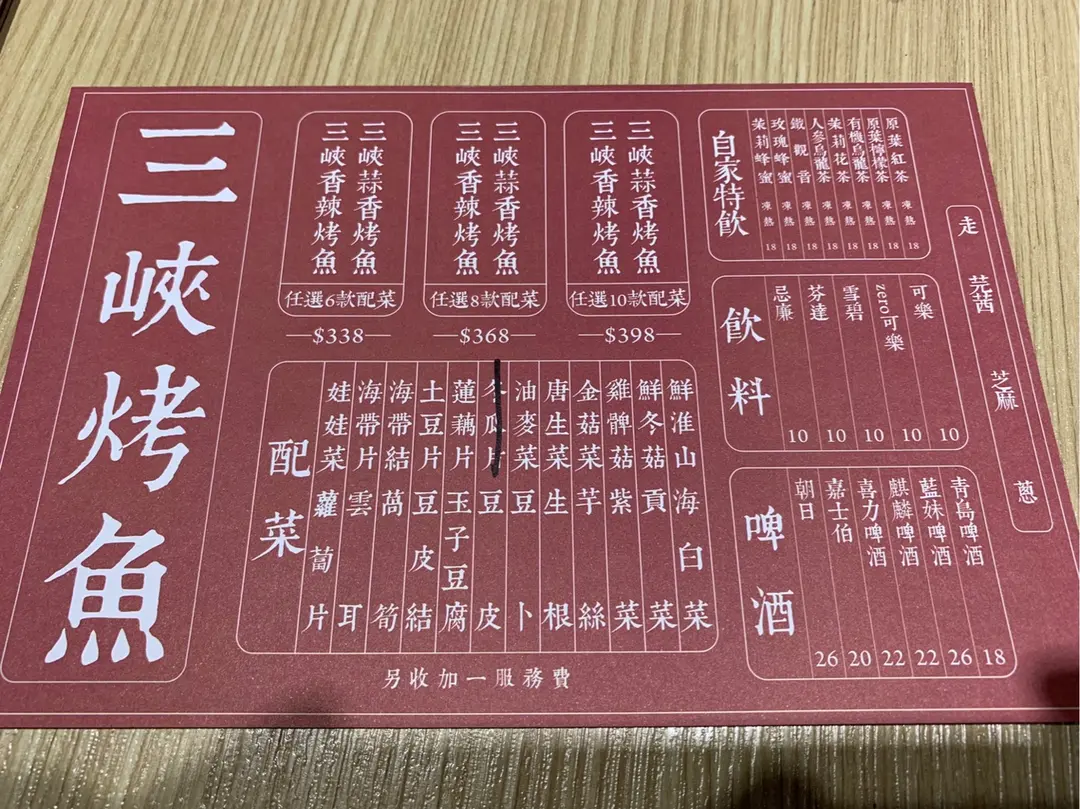 三峽烤魚
三峽香辣烤魚
三峽蒜香烤魚
任選6款配菜
$338
三峽香辣烤魚
三峽蒜香烤魚
任選8款配菜
$368
三峽香辣烤魚
三峽蒜香烤魚
任選10款配菜
$398
配菜
娃娃菜 蘿蔔片
海帶片 雲耳
海帶結 萵筍
土豆片 豆皮結
蓮藕片 玉子豆腐
冬瓜片 豆皮
油麥菜 豆卜
唐生菜 生根
金菇菜 芋絲
雞髀菇 紫菜
鮮冬菇 貢菜
鮮淮山 海白菜
另收加一服務費
自家特飲
茉莉蜂蜜 凍熱 18
玫瑰蜂蜜 凍熱 18
鐵觀音 凍熱 18
人參烏龍茶 凍熱 18
茉莉花茶 凍熱 18
有機烏龍茶 凍熱 18
原葉檸檬茶 凍熱 18
原葉紅茶 凍熱 18
飲料
忌廉 10
芬達 10
雪碧 10
zero可樂 10
可樂 10
啤酒
朝日 26
嘉士伯 20
喜力啤酒 22
麒麟啤酒 22
藍妹啤酒 26
青島啤酒 18
走 芫茜 芝麻 蔥